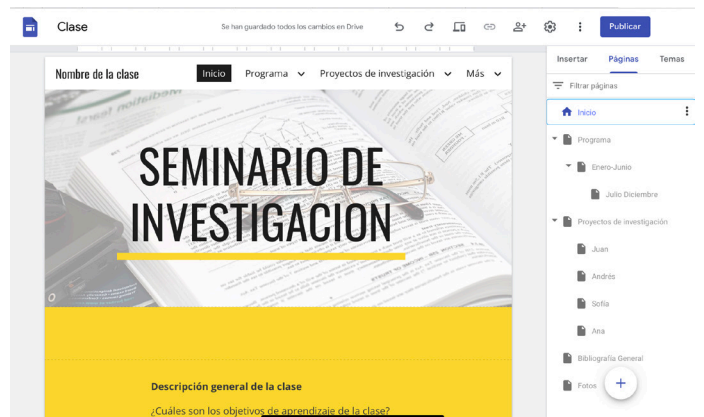 Clase
Se han guardado todos los cambios en Drive
Publicar
Nombre de la clase
Inicio
Programa
Proyectos de investigación
Más
SEMINARIO DE
INVESTIGACION
Descripción general de la clase
¿Cuáles son los objetivos de aprendizaje de la clase?
Insertar
Páginas
Temas
Filtrar páginas
Inicio
Programa
Enero-Junio
Julio Diciembre
Proyectos de investigación
Juan
Andrés
Sofía
Ana
Bibliografía General
Fotos